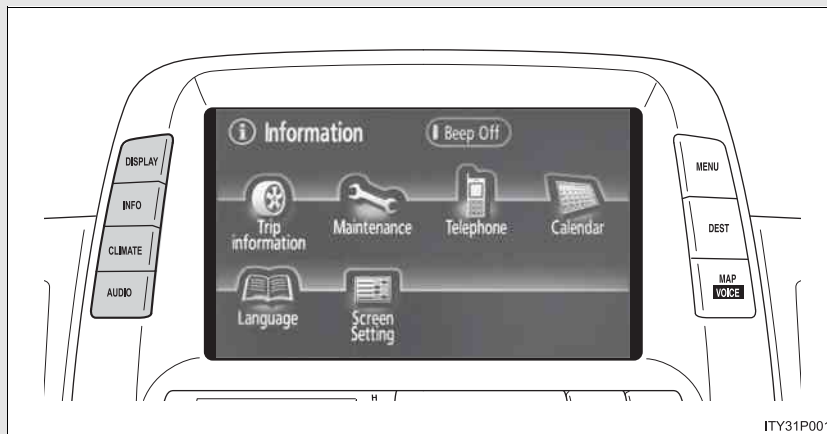 DISPLAY
INFO
CLIMATE
AUDIO
Information
Beep Off
Trip
information
Maintenance
Telephone
Calendar
Language
Screen
Setting
MENU
DEST
MAP
VOICE
H
ITY31P001